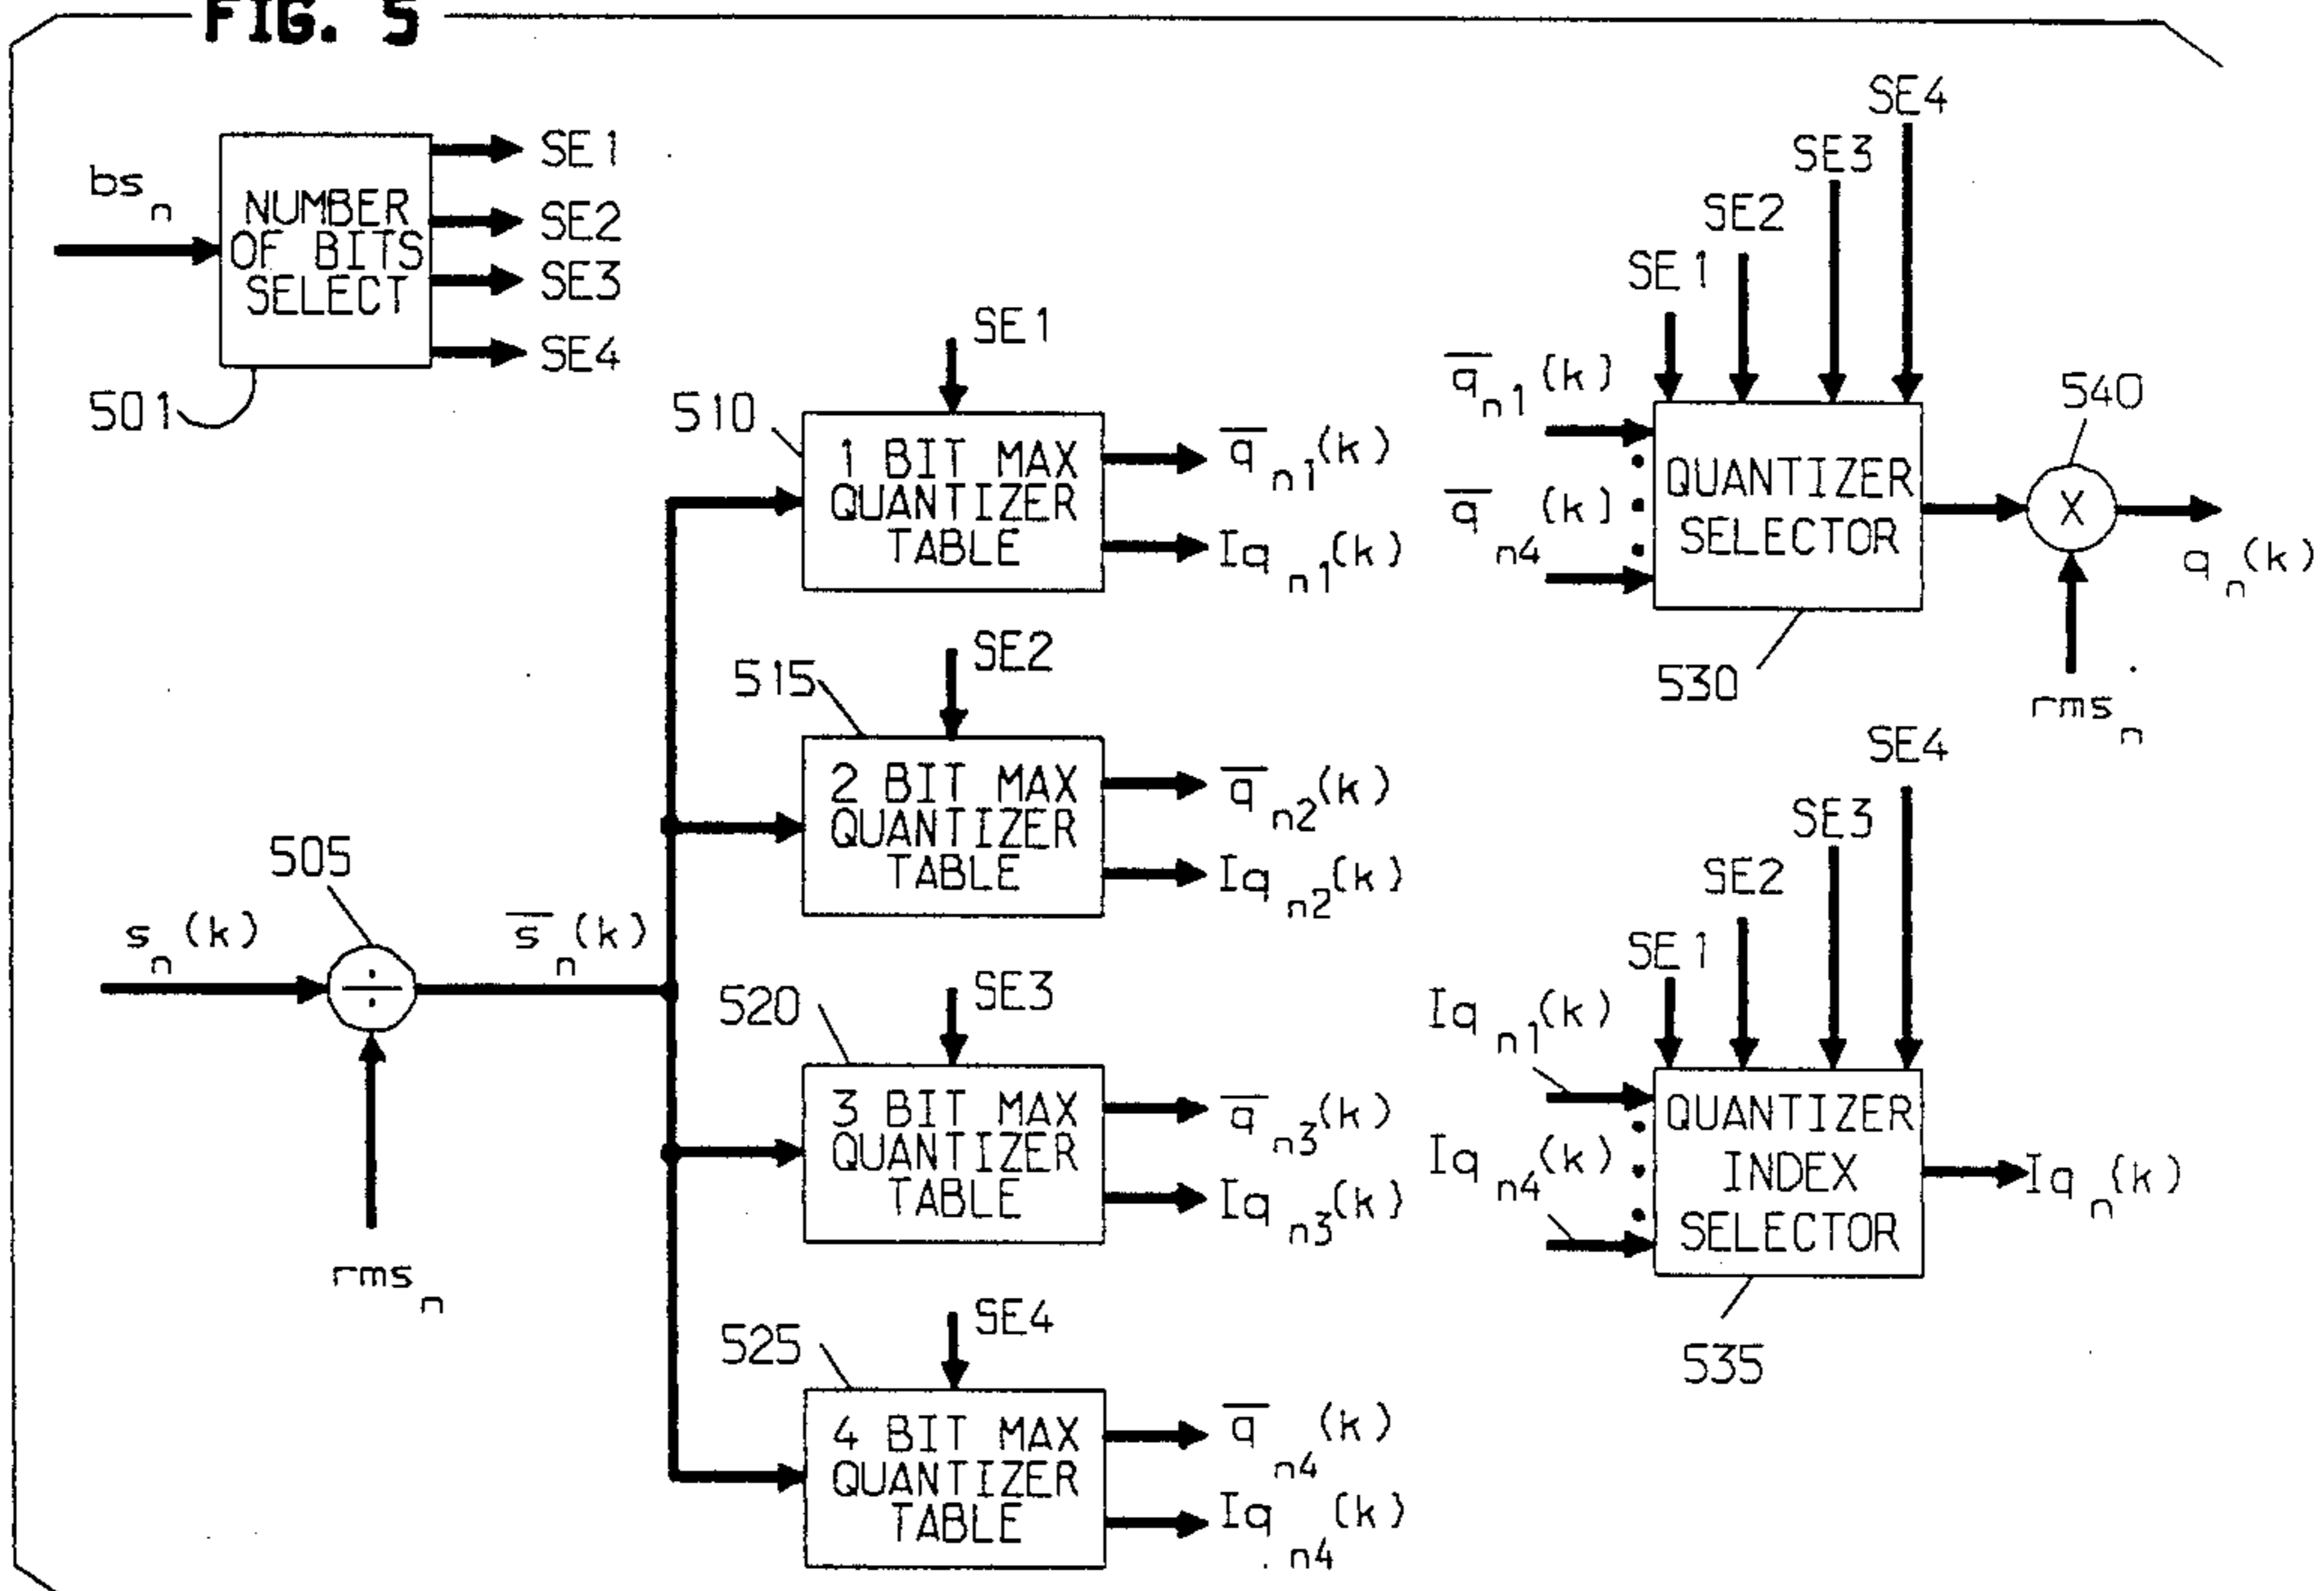 FIG. 5
bs n
NUMBER
OF BITS
SELECT
SE1
SE2
SE3
SE4
501
SE1
510
1 BIT MAX
QUANTIZER
TABLE
q̅ n1(k)
Iq n1(k)
SE2
515
2 BIT MAX
QUANTIZER
TABLE
q̅ n2(k)
Iq n2(k)
505
s n (k)
÷
s̅ n (k)
rms n
SE3
520
3 BIT MAX
QUANTIZER
TABLE
q̅ n3(k)
Iq n3(k)
SE4
525
4 BIT MAX
QUANTIZER
TABLE
q̅ n4 (k)
Iq n4 (k)
SE1
SE2
SE3
SE4
q̅ n1 (k)
q̅ n4 (k)
QUANTIZER
SELECTOR
530
540
X
q n (k)
rms n
SE1
SE2
SE3
SE4
Iq n1(k)
Iq n4(k)
QUANTIZER
INDEX
SELECTOR
535
Iq n (k)